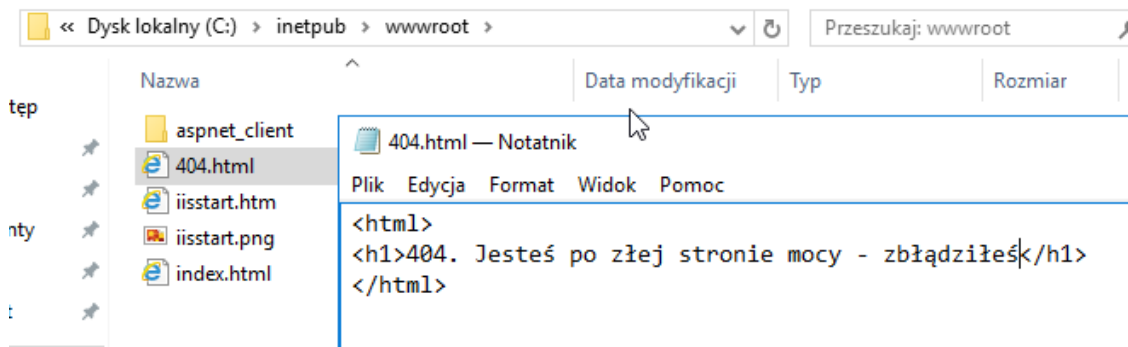 « Dysk lokalny (C:) > inetpub > wwwroot >
Przeszukaj: wwwroot
Nazwa
Data modyfikacji
Typ
Rozmiar
tęp
nty
aspnet_client
404.html
iisstart.htm
iisstart.png
index.html
404.html — Notatnik
Plik Edycja Format Widok Pomoc
<html>
<h1>404. Jesteś po złej stronie mocy - zbłądziłeś</h1>
</html>